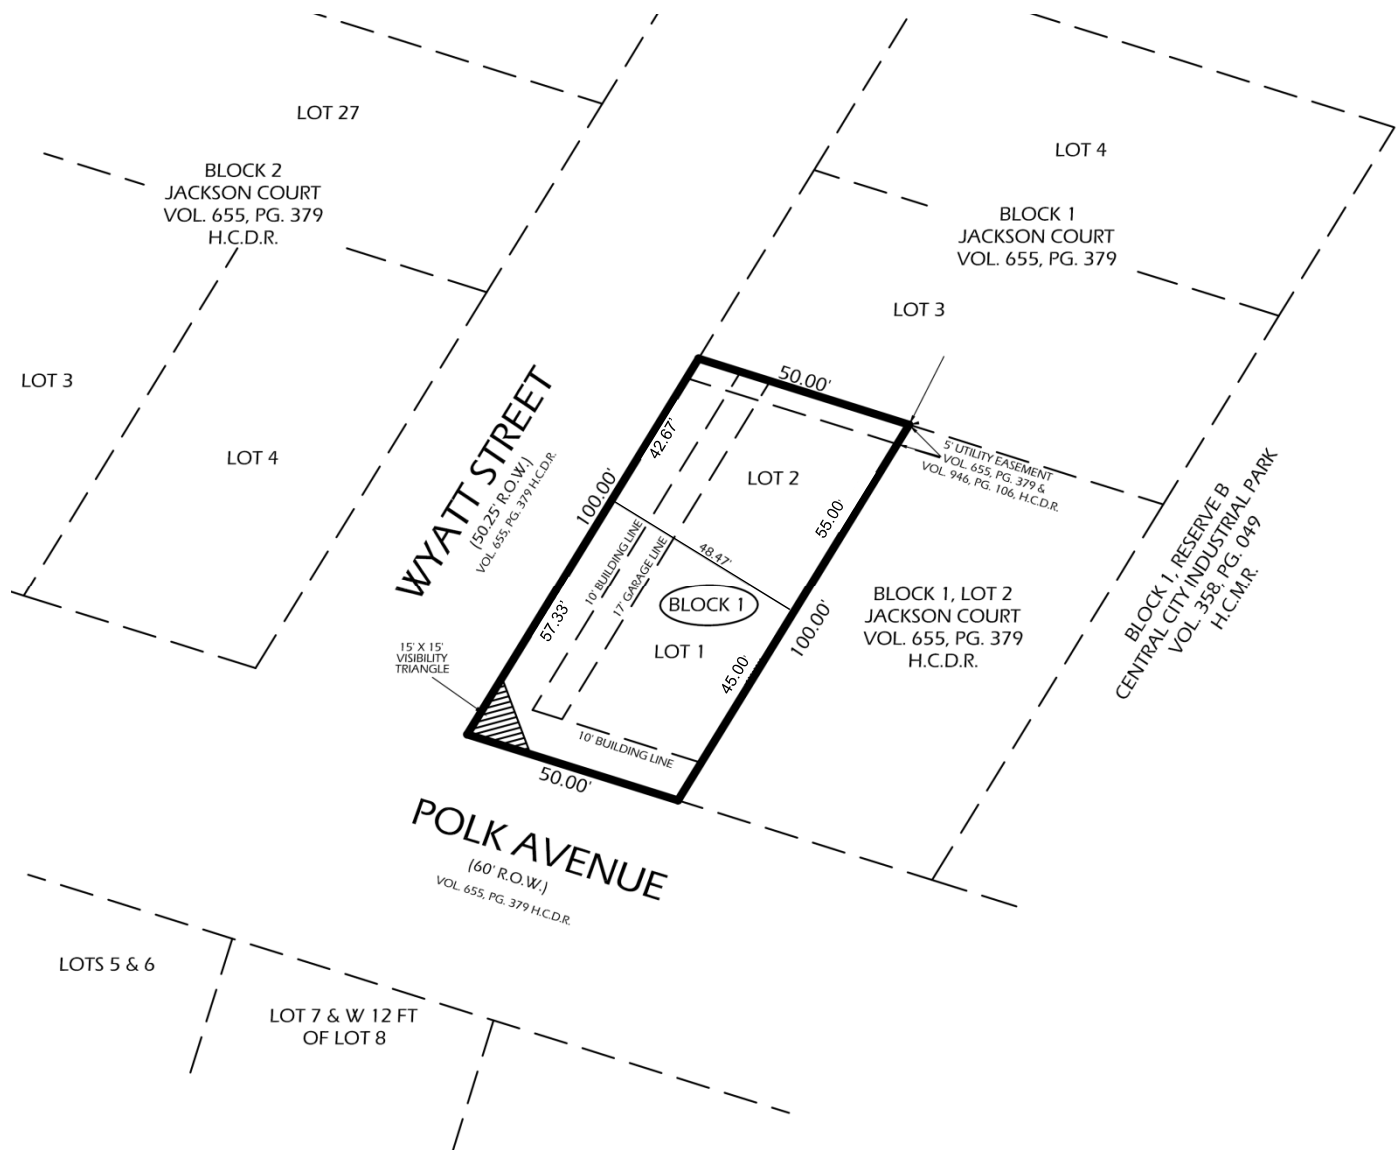 LOT 27
BLOCK 2
JACKSON COURT
VOL. 655, PG. 379
H.C.D.R.
LOT 3
LOT 4
LOT 4
BLOCK 1
JACKSON COURT
VOL. 655, PG. 379
LOT 3
WYATT STREET
(50.25' R.O.W.)
VOL. 655, PG. 379 H.C.D.R.
50.00'
42.67'
100.00'
57.33'
LOT 2
55.00'
5' UTILITY EASEMENT
VOL. 655, PG. 379 &
VOL. 946, PG. 106, H.C.D.R.
10' BUILDING LINE
17' GARAGE LINE
48.47'
BLOCK 1
LOT 1
45.00'
100.00'
15' X 15'
VISIBILITY
TRIANGLE
10' BUILDING LINE
50.00'
BLOCK 1, LOT 2
JACKSON COURT
VOL. 655, PG. 379
H.C.D.R.
BLOCK 1, RESERVE B
CENTRAL CITY INDUSTRIAL PARK
VOL. 358, PG. 049
H.C.M.R.
POLK AVENUE
(60' R.O.W.)
VOL. 655, PG. 379 H.C.D.R.
LOTS 5 & 6
LOT 7 & W 12 FT
OF LOT 8